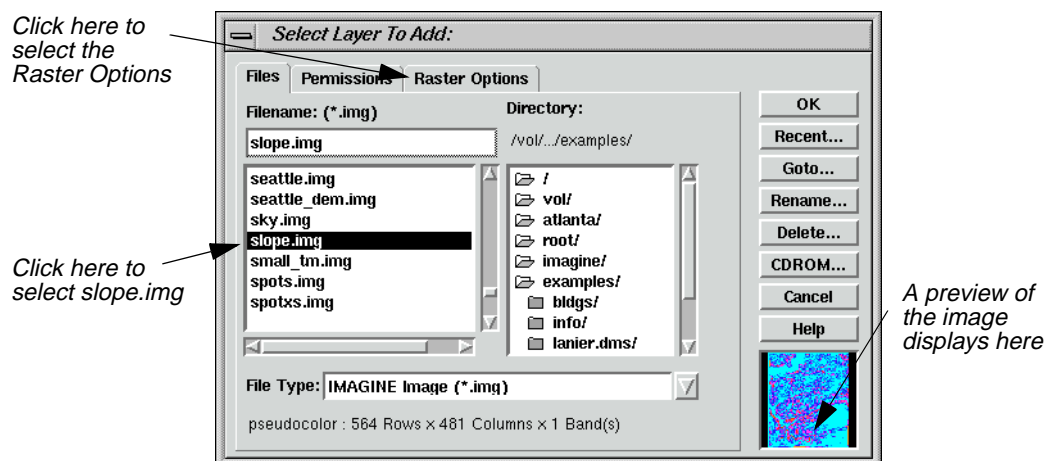 Click here to
select the
Raster Options
Select Layer To Add:
Files
Permissions
Raster Options
Filename: (*.img)
slope.img
seattle.img
seattle_dem.img
sky.img
slope.img
small_tm.img
spots.img
spotxs.img
Directory:
/vol/.../examples/
/
vol/
atlanta/
root/
imagine/
examples/
bldgs/
info/
lanier.dms/
File Type: IMAGINE Image (*.img)
pseudocolor : 564 Rows x 481 Columns x 1 Band(s)
OK
Recent...
Goto...
Rename...
Delete...
CDROM...
Cancel
Help
Click here to
select slope.img
A preview of
the image
displays here